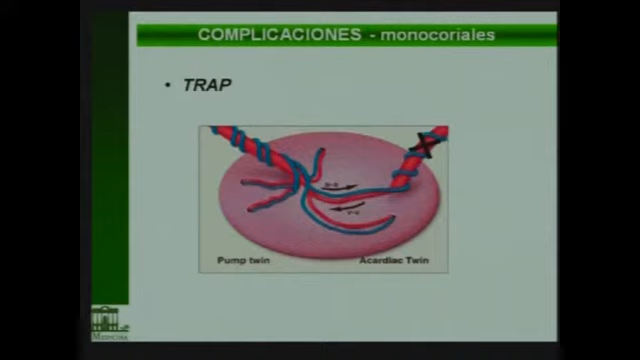 COMPLICACIONES - monocoriales
• TRAP
a-a
v-v
Pump twin
Acardiac Twin
MEDICINA